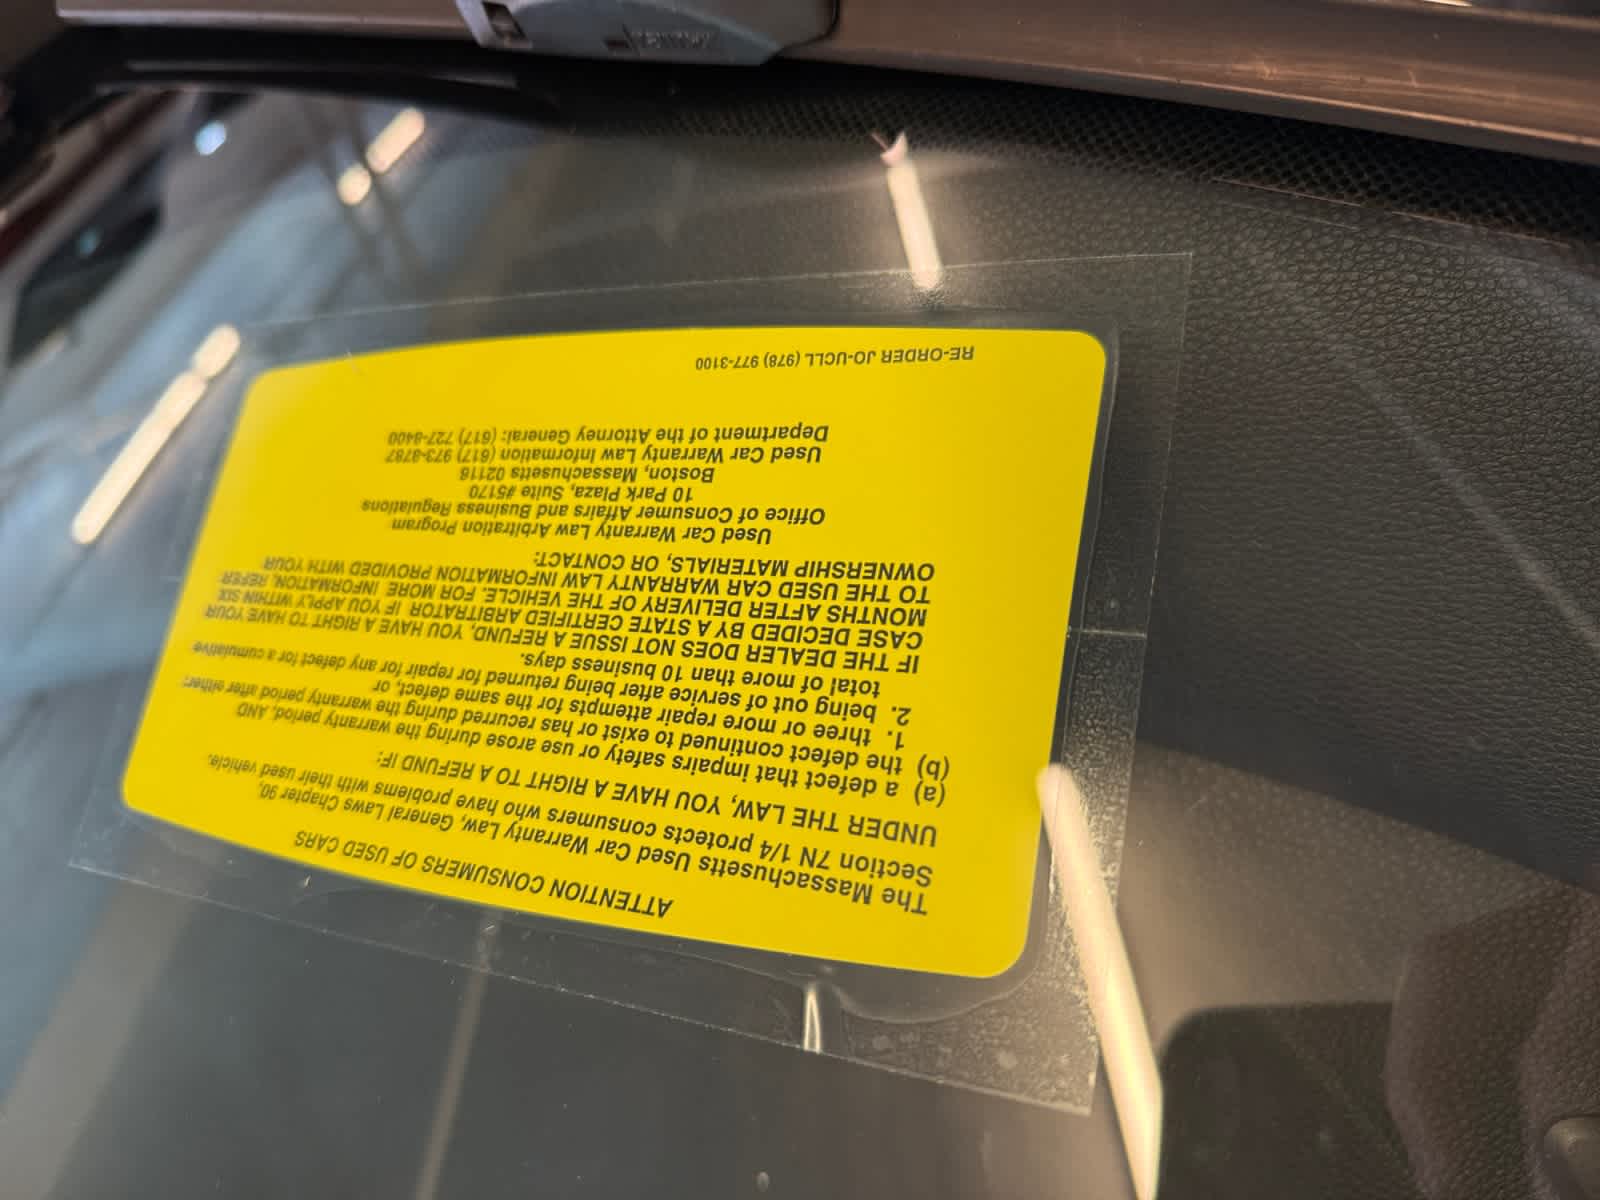 ATTENTION CONSUMERS OF USED CARS
The Massachusetts Used Car Warranty Law, General Laws Chapter 90,
Section 7N 1/4 protects consumers who have problems with their used vehicle.
UNDER THE LAW, YOU HAVE A RIGHT TO A REFUND IF:
(a) a defect that impairs safety or use arose during the warranty period, AND
(b) the defect continued to exist or has recurred during the warranty period after either:
1. three or more repair attempts for the same defect, or
2. being out of service after being returned for repair for any defect for a cumulative
total of more than 10 business days.
IF THE DEALER DOES NOT ISSUE A REFUND, YOU HAVE A RIGHT TO HAVE YOUR
CASE DECIDED BY A STATE CERTIFIED ARBITRATOR IF YOU APPLY WITHIN SIX
MONTHS AFTER DELIVERY OF THE VEHICLE. FOR MORE INFORMATION, REFER
TO THE USED CAR WARRANTY LAW INFORMATION PROVIDED WITH YOUR
OWNERSHIP MATERIALS, OR CONTACT:
Used Car Warranty Law Arbitration Program
Office of Consumer Affairs and Business Regulations
10 Park Plaza, Suite #5170
Boston, Massachusetts 02116
Used Car Warranty Law Information (617) 973-8787
Department of the Attorney General: (617) 727-8400
RE-ORDER JO-UCLL (978) 977-3100